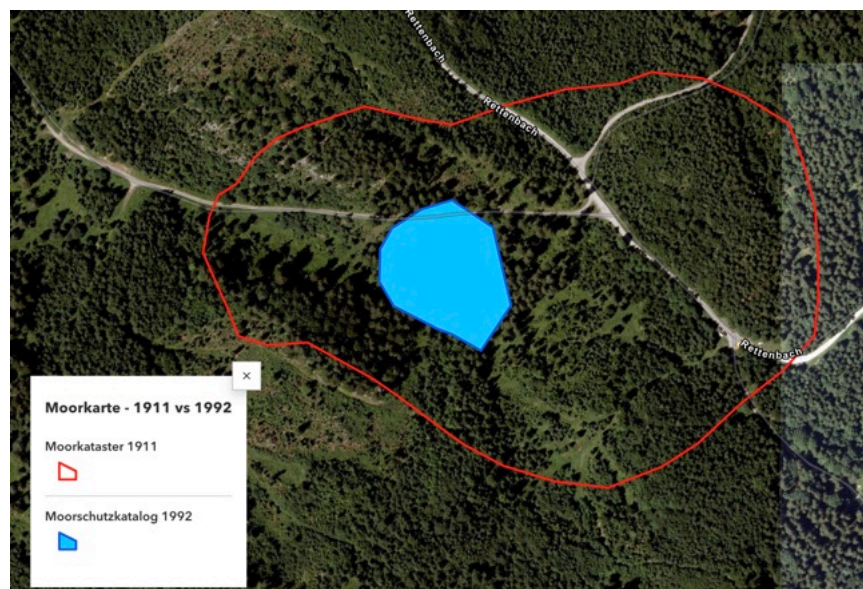 Rettenbach
Rettenbach
Rettenbach
×
Moorkarte - 1911 vs 1992
Moorkataster 1911
Moorschutzkatalog 1992